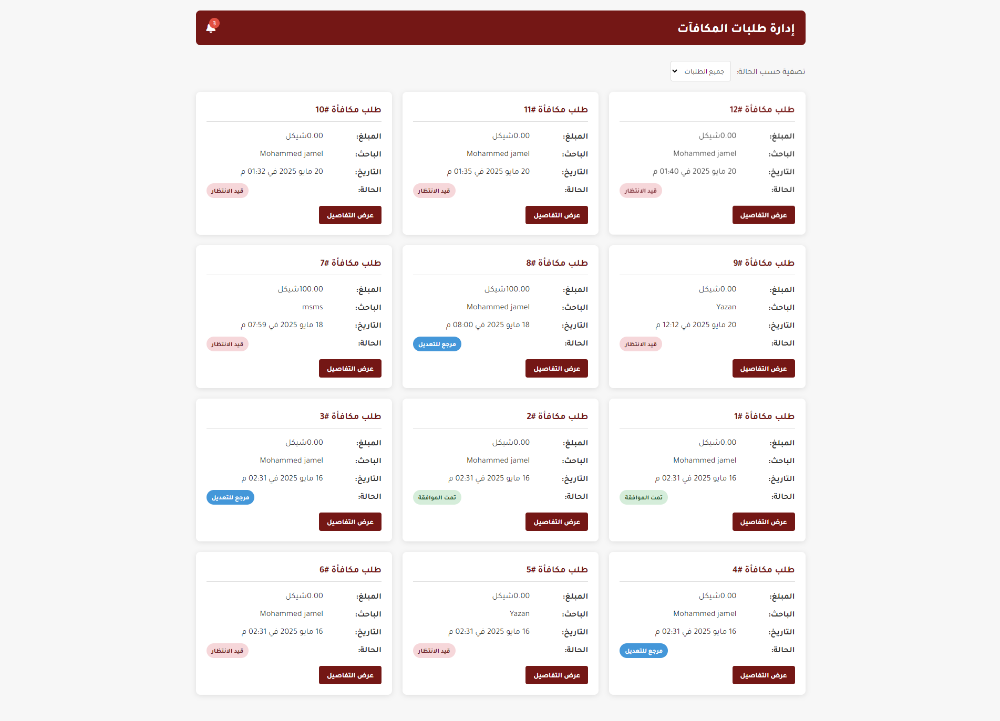 إدارة طلبات المكافآت
3
تصفية حسب الحالة: جميع الطلبات
طلب مكافأة #12
المبلغ: 0.00شيكل
الباحث: Mohammed jamel
التاريخ: 20 مايو 2025 في 01:40 م
الحالة: قيد الانتظار
عرض التفاصيل
طلب مكافأة #11
المبلغ: 0.00شيكل
الباحث: Mohammed jamel
التاريخ: 20 مايو 2025 في 01:35 م
الحالة: قيد الانتظار
عرض التفاصيل
طلب مكافأة #10
المبلغ: 0.00شيكل
الباحث: Mohammed jamel
التاريخ: 20 مايو 2025 في 01:32 م
الحالة: قيد الانتظار
عرض التفاصيل
طلب مكافأة #9
المبلغ: 0.00شيكل
الباحث: Yazan
التاريخ: 20 مايو 2025 في 12:12 م
الحالة: قيد الانتظار
عرض التفاصيل
طلب مكافأة #8
المبلغ: 100.00شيكل
الباحث: Mohammed jamel
التاريخ: 18 مايو 2025 في 08:00 م
الحالة: مرجع للتعديل
عرض التفاصيل
طلب مكافأة #7
المبلغ: 100.00شيكل
الباحث: msms
التاريخ: 18 مايو 2025 في 07:59 م
الحالة: قيد الانتظار
عرض التفاصيل
طلب مكافأة #1
المبلغ: 0.00شيكل
الباحث: Mohammed jamel
التاريخ: 16 مايو 2025 في 02:31 م
الحالة: تمت الموافقة
عرض التفاصيل
طلب مكافأة #2
المبلغ: 0.00شيكل
الباحث: Mohammed jamel
التاريخ: 16 مايو 2025 في 02:31 م
الحالة: تمت الموافقة
عرض التفاصيل
طلب مكافأة #3
المبلغ: 0.00شيكل
الباحث: Mohammed jamel
التاريخ: 16 مايو 2025 في 02:31 م
الحالة: مرجع للتعديل
عرض التفاصيل
طلب مكافأة #4
المبلغ: 0.00شيكل
الباحث: Mohammed jamel
التاريخ: 16 مايو 2025 في 02:31 م
الحالة: مرجع للتعديل
عرض التفاصيل
طلب مكافأة #5
المبلغ: 0.00شيكل
الباحث: Yazan
التاريخ: 16 مايو 2025 في 02:31 م
الحالة: قيد الانتظار
عرض التفاصيل
طلب مكافأة #6
المبلغ: 0.00شيكل
الباحث: Mohammed jamel
التاريخ: 16 مايو 2025 في 02:31 م
الحالة: قيد الانتظار
عرض التفاصيل